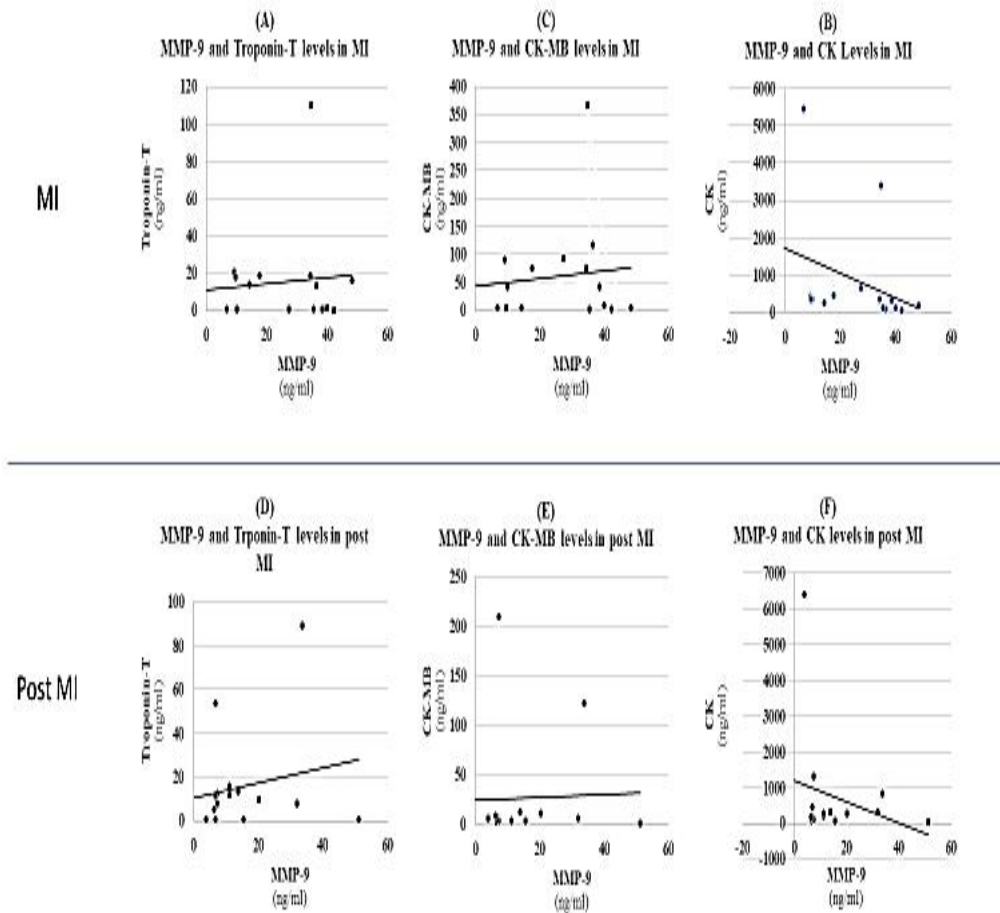 (A)
MMP-9 and Troponin-T levels in MI
120
100
80
60
40
20
0
0 20 40 60
Troponin-T
(ng/ml)
MMP-9
(ng/ml)
(C)
MMP-9 and CK-MB levels in MI
400
350
300
250
200
150
100
50
0
0 20 40 60
CK-MB
(ng/ml)
MMP-9
(ng/ml)
(B)
MMP-9 and CK Levels in MI
6000
5000
4000
3000
2000
1000
0
-20 0 20 40 60
CK
(ng/ml)
MMP-9
(ng/ml)
MI
(D)
MMP-9 and Trponin-T levels in post
MI
100
80
60
40
20
0
0 20 40 60
Troponin-T
(ng/ml)
MMP-9
(ng/ml)
(E)
MMP-9 and CK-MB levels in post MI
250
200
150
100
50
0
0 20 40 60
CK-MB
(ng/ml)
MMP-9
(ng/ml)
(F)
MMP-9 and CK levels in post MI
7000
6000
5000
4000
3000
2000
1000
0
-1000
-20 0 20 40 60
CK
(ng/ml)
MMP-9
(ng/ml)
Post MI